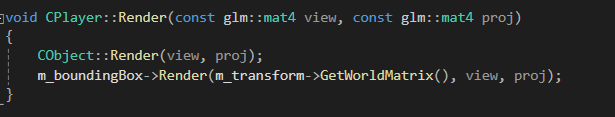 void CPlayer::Render(const glm::mat4 view, const glm::mat4 proj)
{
    CObject::Render(view, proj);
    m_boundingBox->Render(m_transform->GetWorldMatrix(), view, proj);
}